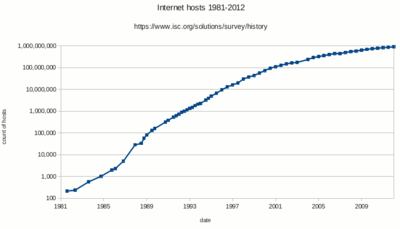 Internet hosts 1981-2012
https://www.isc.org/solutions/survey/history
1,000,000,000
100,000,000
10,000,000
1,000,000
100,000
10,000
1,000
100
1981 1985 1989 1993 1997 2001 2005 2009
count of hosts
date